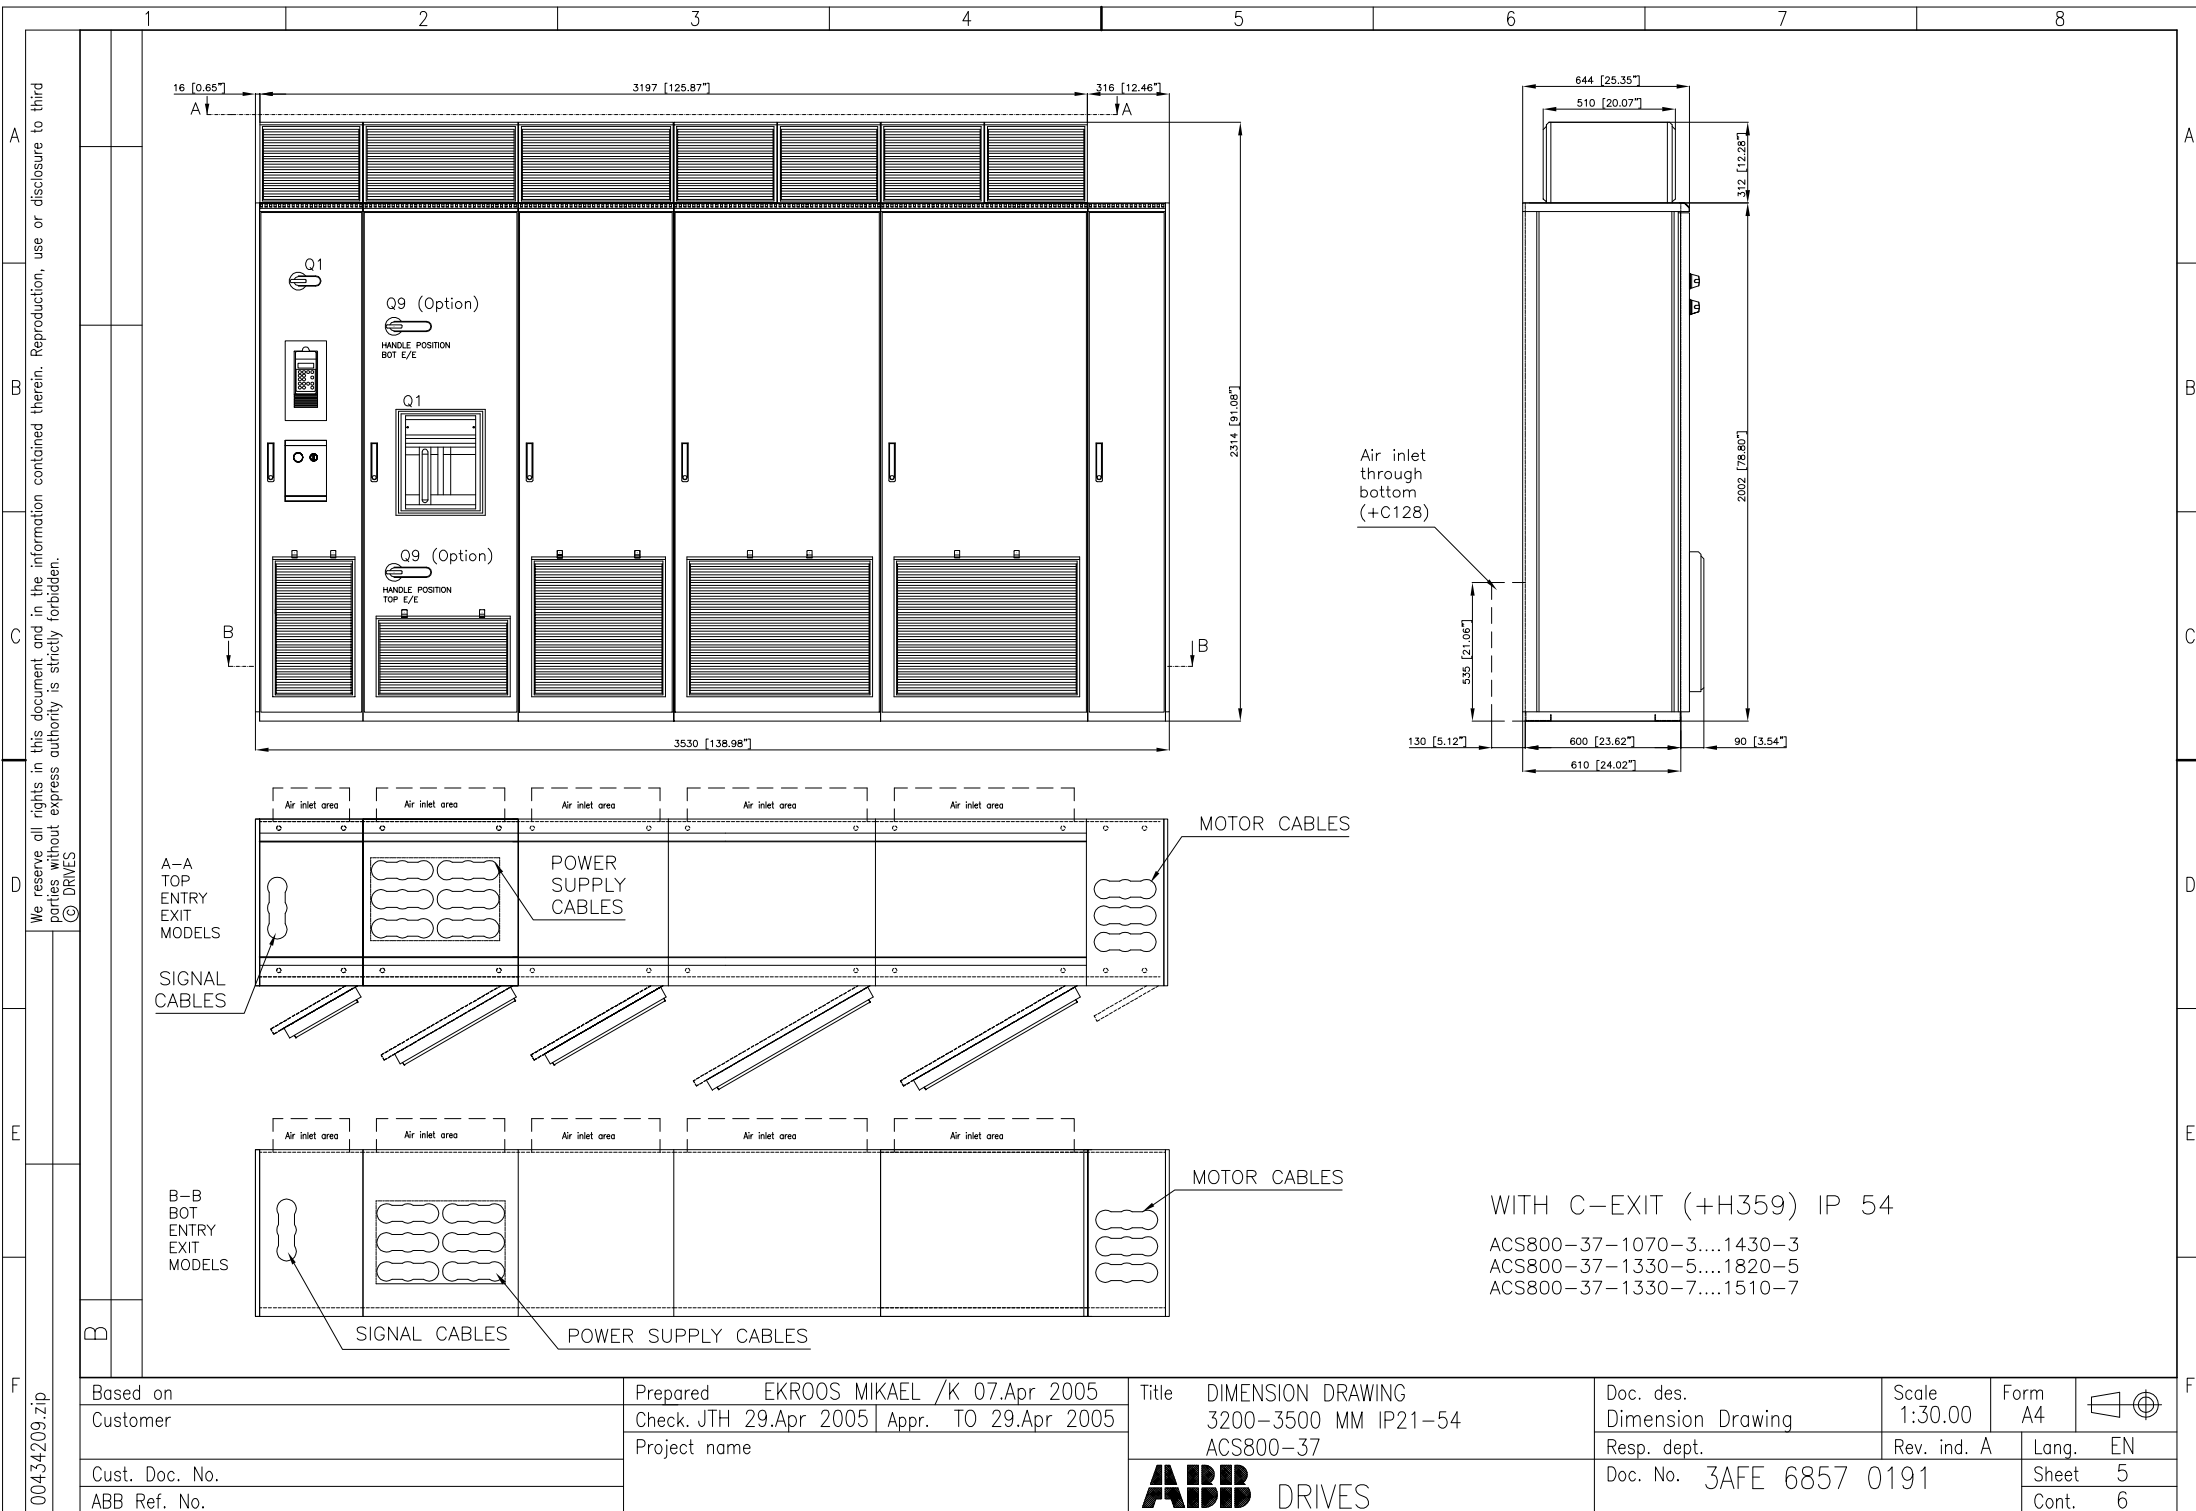 1 2 3 4 5 6 7 8
A
B
C
D
E
F
A
B
C
D
E
F
We reserve all rights in this document and in the information contained therein. Reproduction, use or disclosure to third
parties without express authority is strictly forbidden.
© DRIVES
00434209.zip
B
16 [0.65"]
3197 [125.87"]
316 [12.46"]
A
A
Q1
Q9 (Option)
HANDLE POSITION
BOT E/E
Q1
Q9 (Option)
HANDLE POSITION
TOP E/E
B
B
2314 [91.08"]
3530 [138.98"]
644 [25.35"]
510 [20.07"]
312 [12.28"]
2002 [78.80"]
Air inlet
through
bottom
(+C128)
535 [21.06"]
130 [5.12"]
600 [23.62"]
90 [3.54"]
610 [24.02"]
Air inlet area
Air inlet area
Air inlet area
Air inlet area
Air inlet area
A-A
TOP
ENTRY
EXIT
MODELS
SIGNAL
CABLES
POWER
SUPPLY
CABLES
MOTOR CABLES
Air inlet area
Air inlet area
Air inlet area
Air inlet area
Air inlet area
B-B
BOT
ENTRY
EXIT
MODELS
SIGNAL CABLES
POWER SUPPLY CABLES
MOTOR CABLES
WITH C-EXIT (+H359) IP 54
ACS800-37-1070-3....1430-3
ACS800-37-1330-5....1820-5
ACS800-37-1330-7....1510-7
Based on
Customer
Cust. Doc. No.
ABB Ref. No.
Prepared EKROOS MIKAEL /K 07.Apr 2005
Check. JTH 29.Apr 2005 Appr. TO 29.Apr 2005
Project name
Title DIMENSION DRAWING
3200-3500 MM IP21-54
ACS800-37
ABB DRIVES
Doc. des.
Dimension Drawing
Scale
1:30.00
Form
A4
Resp. dept.
Rev. ind. A
Lang. EN
Doc. No. 3AFE 6857 0191
Sheet 5
Cont. 6